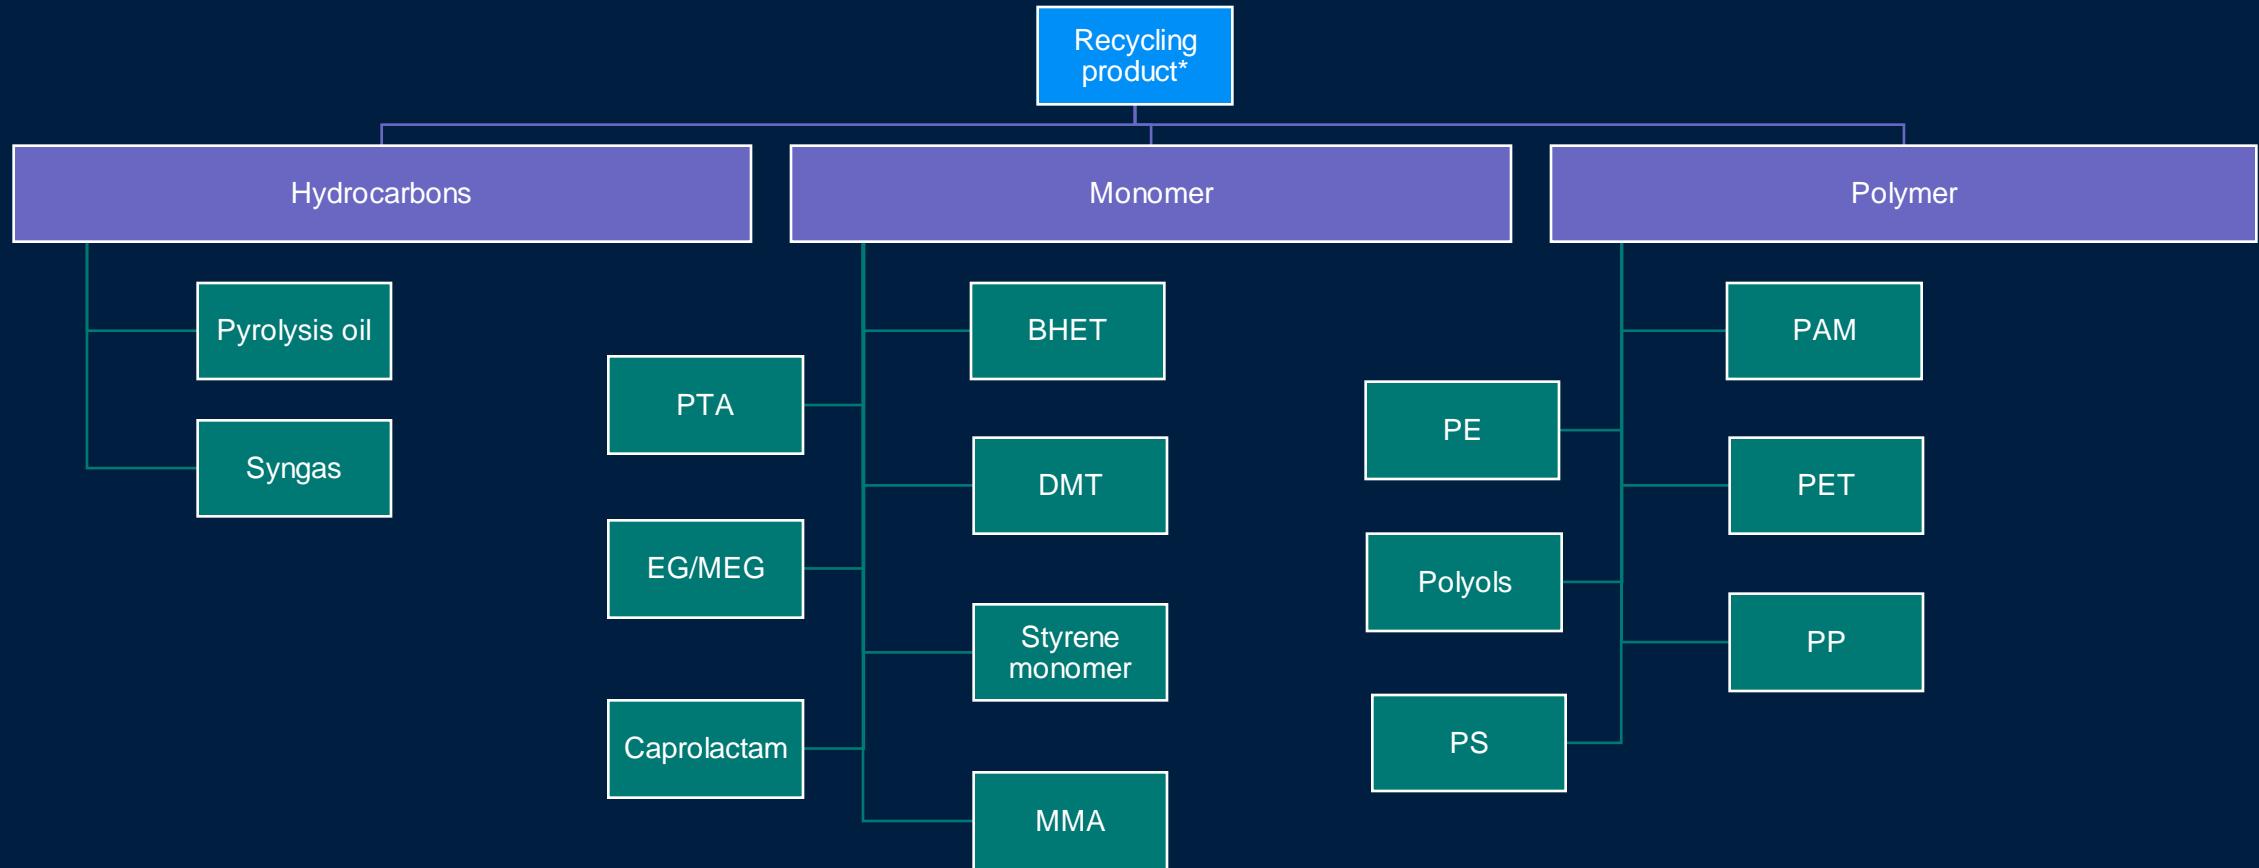 Recycling
product*
Hydrocarbons
Monomer
Polymer
Pyrolysis oil
Syngas
BHET
PTA
DMT
EG/MEG
Styrene
monomer
Caprolactam
MMA
PAM
PE
PET
Polyols
PP
PS